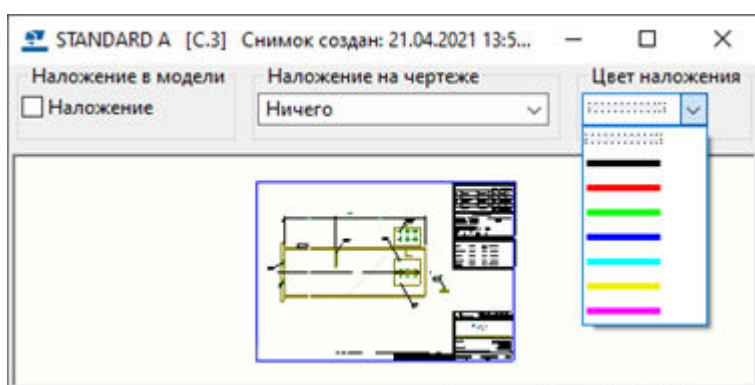 STANDARD A [C.3] Снимок создан: 21.04.2021 13:5...
Наложение в модели
Наложение на чертеже
Цвет наложения
Наложение
Ничего